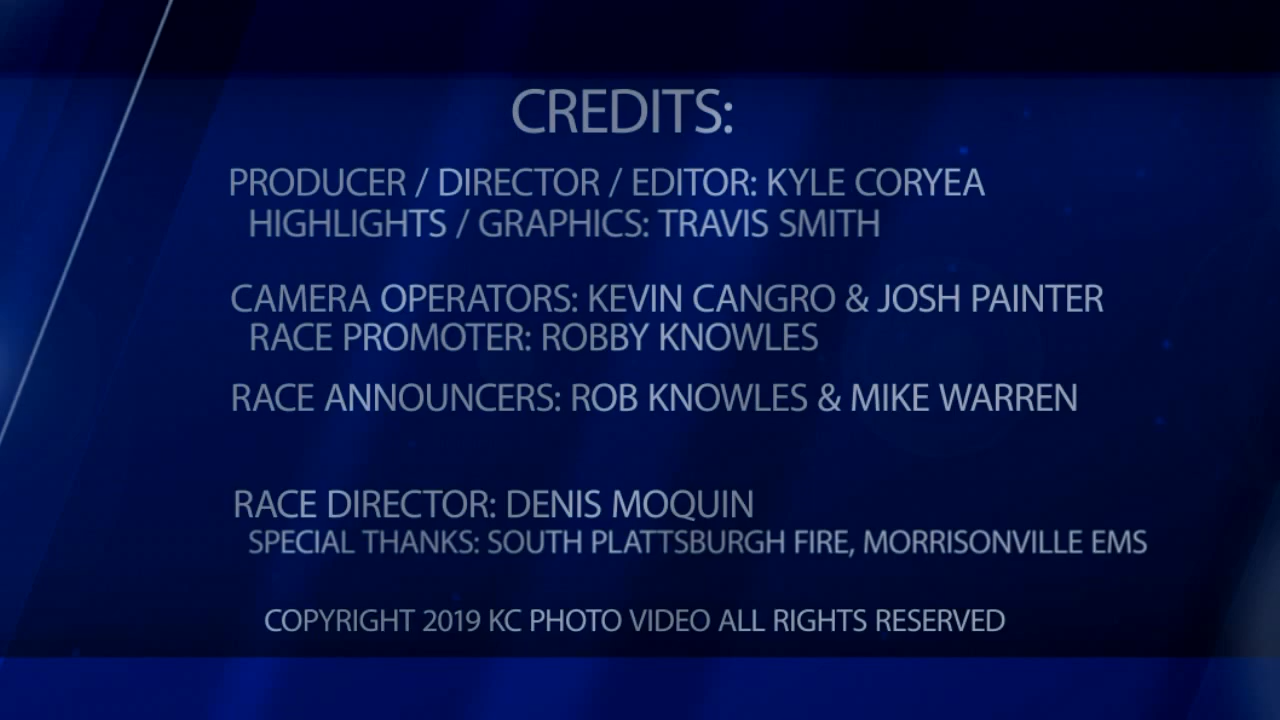 CREDITS:
PRODUCER / DIRECTOR / EDITOR: KYLE CORYEA
HIGHLIGHTS / GRAPHICS: TRAVIS SMITH
CAMERA OPERATORS: KEVIN CANGRO & JOSH PAINTER
RACE PROMOTER: ROBBY KNOWLES
RACE ANNOUNCERS: ROB KNOWLES & MIKE WARREN
RACE DIRECTOR: DENIS MOQUIN
SPECIAL THANKS: SOUTH PLATTSBURGH FIRE, MORRISONVILLE EMS
COPYRIGHT 2019 KC PHOTO VIDEO ALL RIGHTS RESERVED